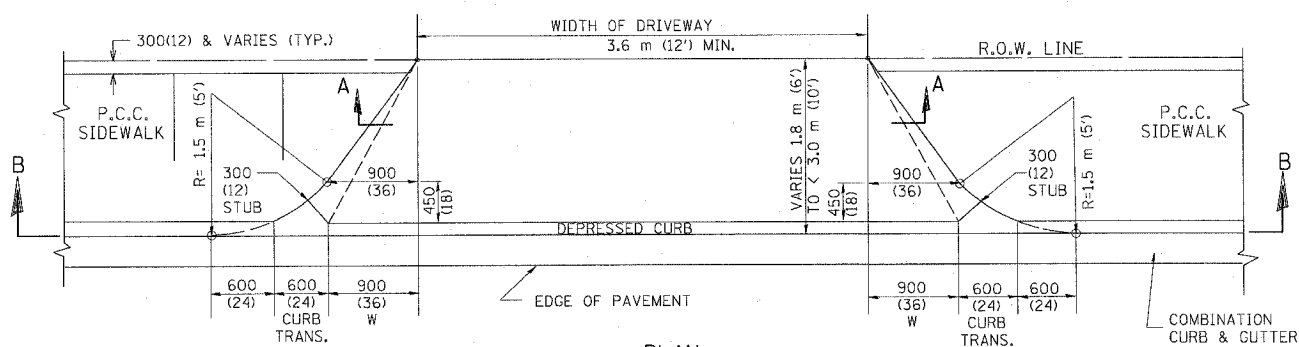 WIDTH OF DRIVEWAY
3.6 m (12') MIN.
300(12) & VARIES (TYP.)
R.O.W. LINE
A
A
P.C.C.
SIDEWALK
P.C.C.
SIDEWALK
R= 1.5 m (5')
300
(12)
STUB
900
(36)
450
(18)
VARIES 1.8 m (6')
TO < 3.0 m (10')
900
(36)
450
(18)
300
(12)
STUB
R=1.5 m (5')
B
B
DEPRESSED CURB
600
(24)
600
(24)
CURB
TRANS.
900
(36)
W
EDGE OF PAVEMENT
900
(36)
W
600
(24)
CURB
TRANS.
600
(24)
COMBINATION
CURB & GUTTER